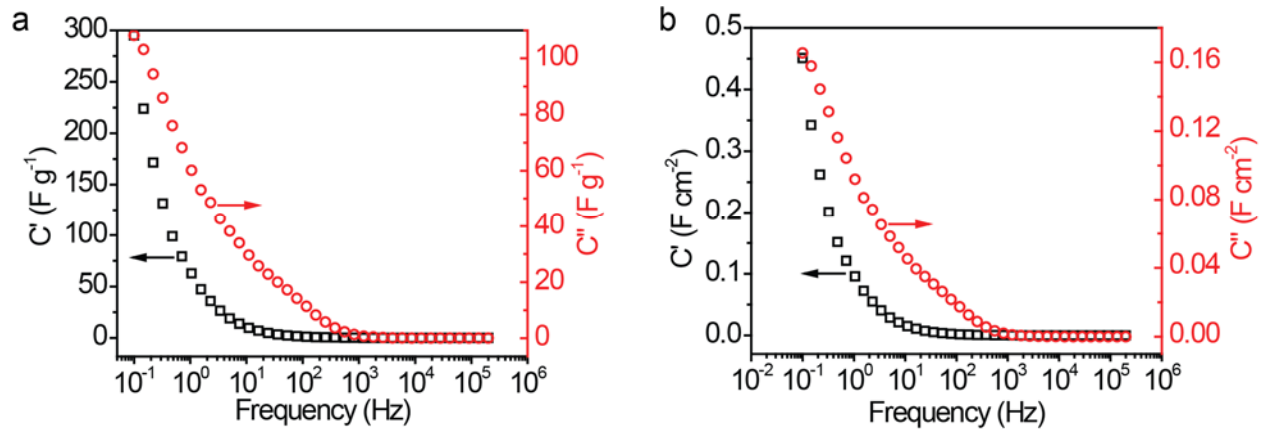 a
300
250
200
150
100
50
0
C' (F g⁻¹)
100
80
60
40
20
0
C'' (F g⁻¹)
10⁻¹ 10⁰ 10¹ 10² 10³ 10⁴ 10⁵ 10⁶
Frequency (Hz)
b
0.5
0.4
0.3
0.2
0.1
0.0
C' (F cm⁻²)
0.16
0.12
0.08
0.04
0.00
C'' (F cm⁻²)
10⁻² 10⁻¹ 10⁰ 10¹ 10² 10³ 10⁴ 10⁵ 10⁶
Frequency (Hz)